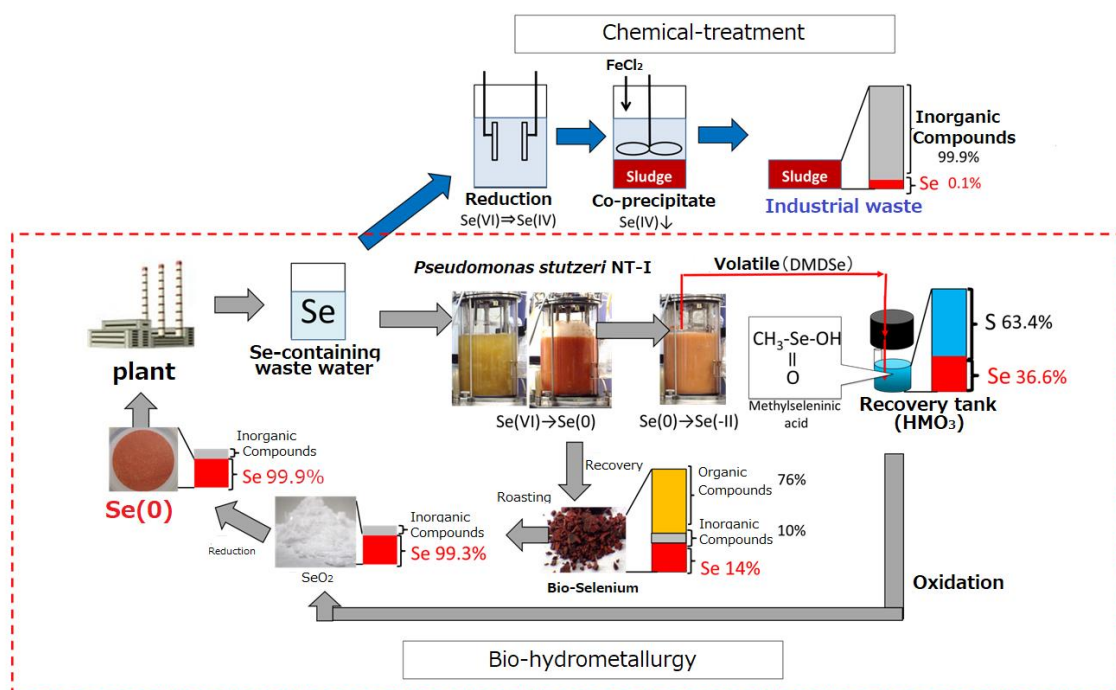 Chemical-treatment
FeCl₂
Sludge
Reduction
Se(VI)⇒Se(IV)
Co-precipitate
Se(IV)↓
Sludge
Industrial waste
Inorganic
Compounds
99.9%
Se 0.1%
plant
Se
Se-containing
waste water
Pseudomonas stutzeri NT-I
Se(VI)→Se(0)
Volatile (DMDSe)
Se(0)→Se(-II)
CH₃-Se-OH
O
Methylseleninic
acid
S 63.4%
Se 36.6%
Recovery tank
(HMO₃)
Recovery
Roasting
Organic
Compounds
76%
Inorganic
Compounds
10%
Se 14%
Bio-Selenium
Inorganic
Compounds
Se 99.3%
SeO₂
Reduction
Inorganic
Compounds
Se 99.9%
Se(0)
Oxidation
Bio-hydrometallurgy